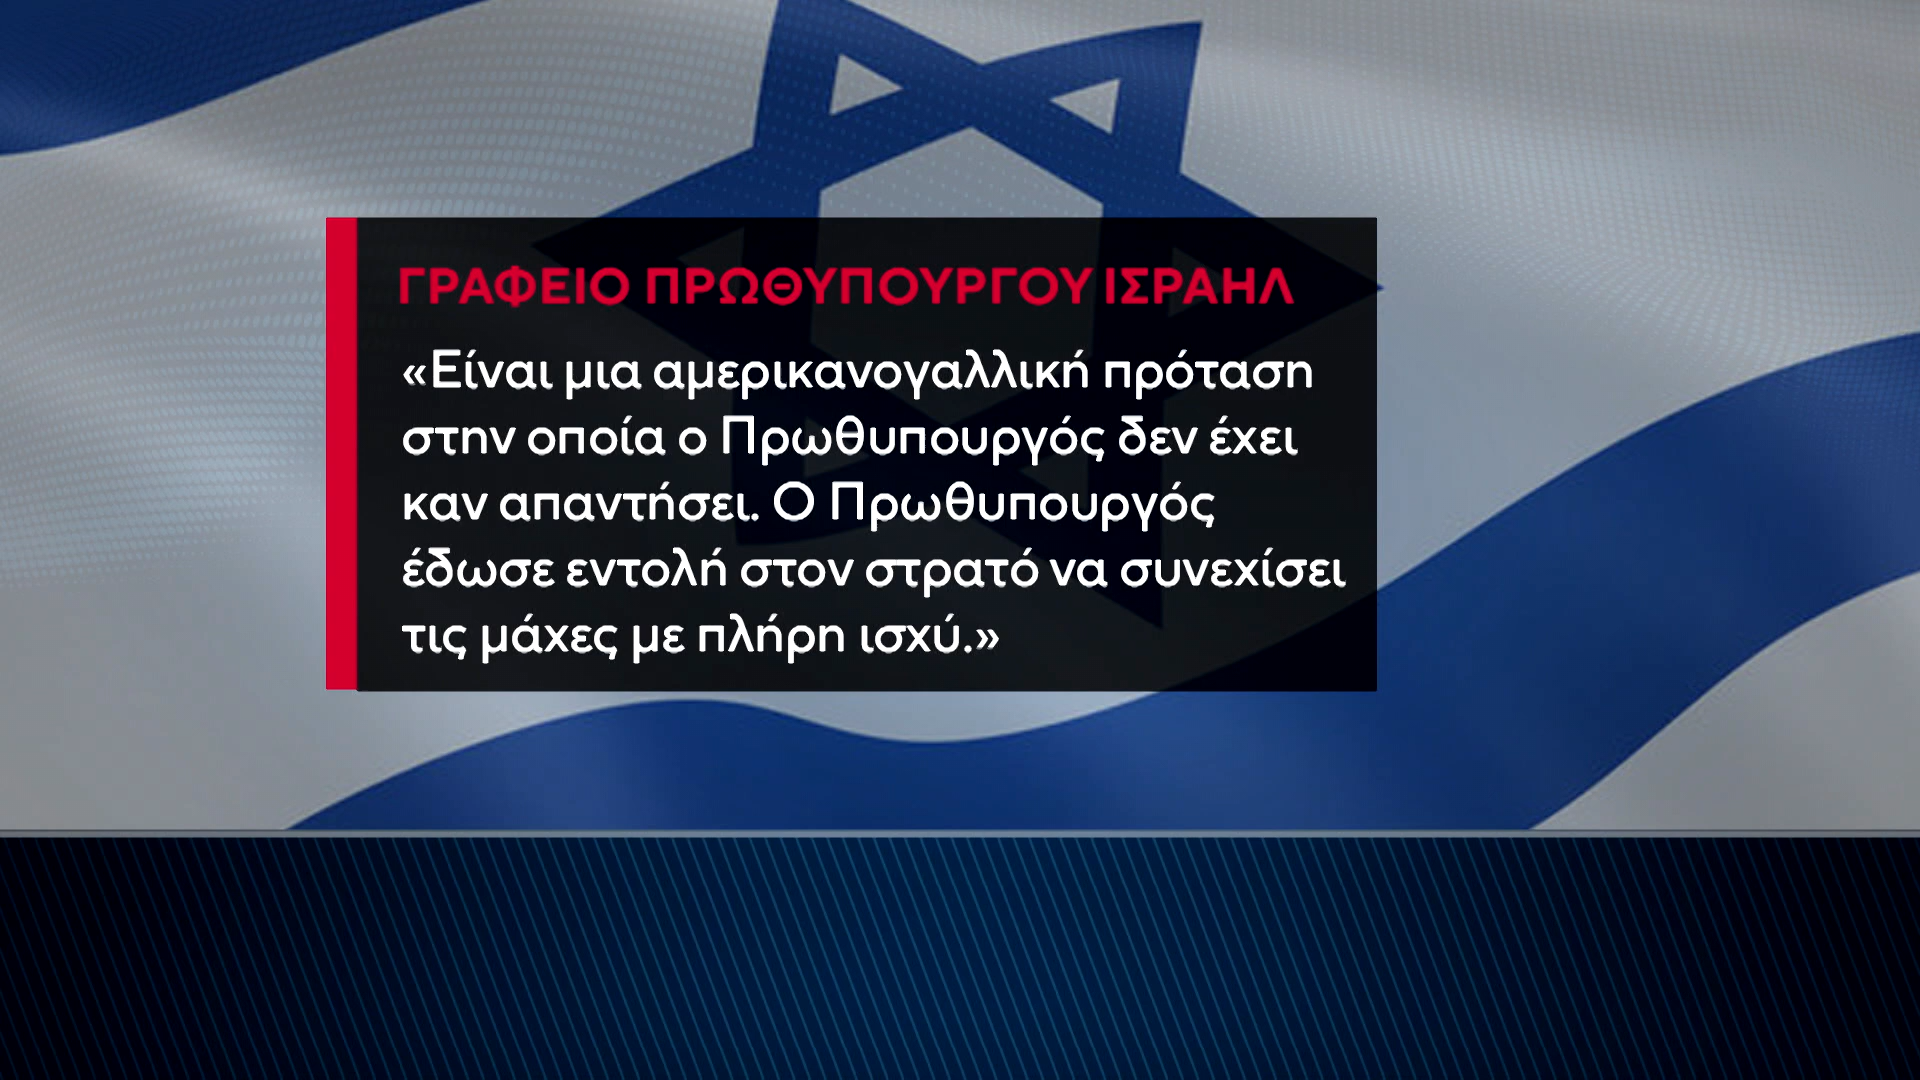 ΓΡΑΦΕΙΟ ΠΡΩΘΥΠΟΥΡΓΟΥ ΙΣΡΑΗΛ
«Είναι μια αμερικανογαλλική πρόταση
στην οποία ο Πρωθυπουργός δεν έχει
καν απαντήσει. Ο Πρωθυπουργός
έδωσε εντολή στον στρατό να συνεχίσει
τις μάχες με πλήρη ισχύ.»